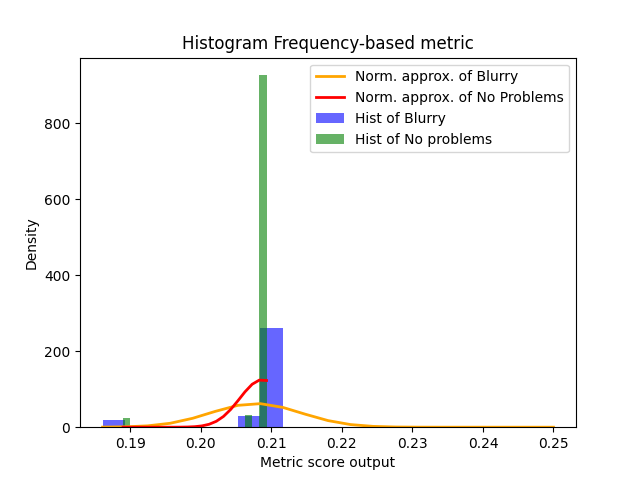 Histogram Frequency-based metric
Norm. approx. of Blurry
Norm. approx. of No Problems
Hist of Blurry
Hist of No problems
Density
800
600
400
200
0
0.19 0.20 0.21 0.22 0.23 0.24 0.25
Metric score output